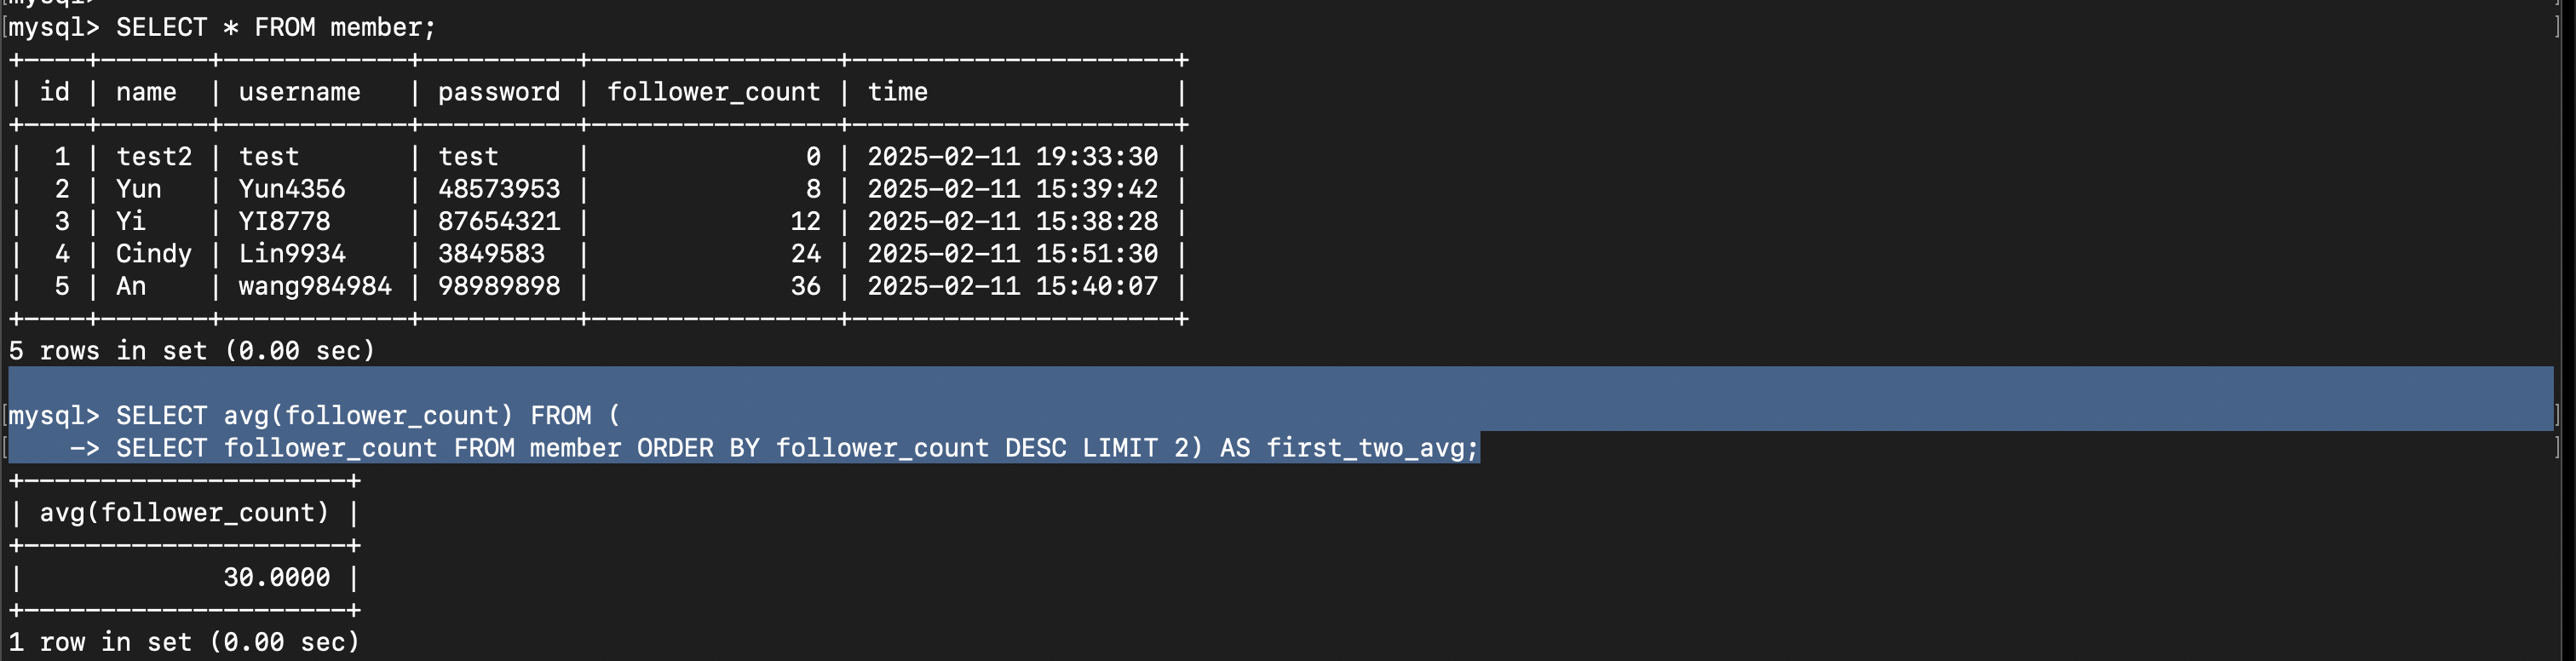 mysql> SELECT * FROM member;
+----+-------+------------+----------+----------------+---------------------+
| id | name  | username   | password | follower_count | time                |
+----+-------+------------+----------+----------------+---------------------+
|  1 | test2 | test       | test     |              0 | 2025-02-11 19:33:30 |
|  2 | Yun   | Yun4356    | 48573953 |              8 | 2025-02-11 15:39:42 |
|  3 | Yi    | YI8778     | 87654321 |             12 | 2025-02-11 15:38:28 |
|  4 | Cindy | Lin9934    | 3849583  |             24 | 2025-02-11 15:51:30 |
|  5 | An    | wang984984 | 98989898 |             36 | 2025-02-11 15:40:07 |
+----+-------+------------+----------+----------------+---------------------+
5 rows in set (0.00 sec)
mysql> SELECT avg(follower_count) FROM (
    -> SELECT follower_count FROM member ORDER BY follower_count DESC LIMIT 2) AS first_two_avg;
+---------------------+
| avg(follower_count) |
+---------------------+
|             30.0000 |
+---------------------+
1 row in set (0.00 sec)